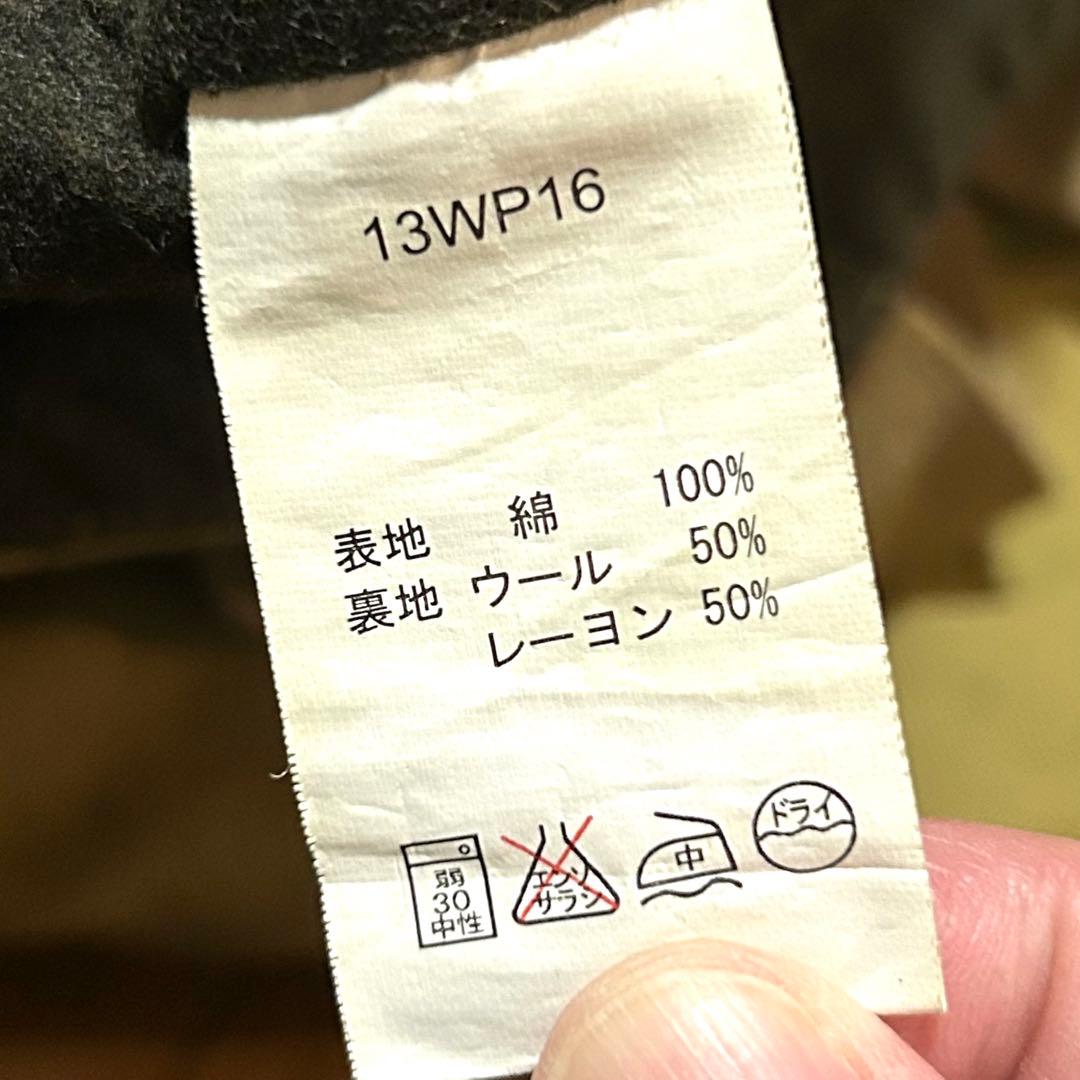 13WP16
表地 綿 100%
裏地 ウール 50%
レーヨン 50%
弱
30
中性
エンソ
サラシ
中
ドライ